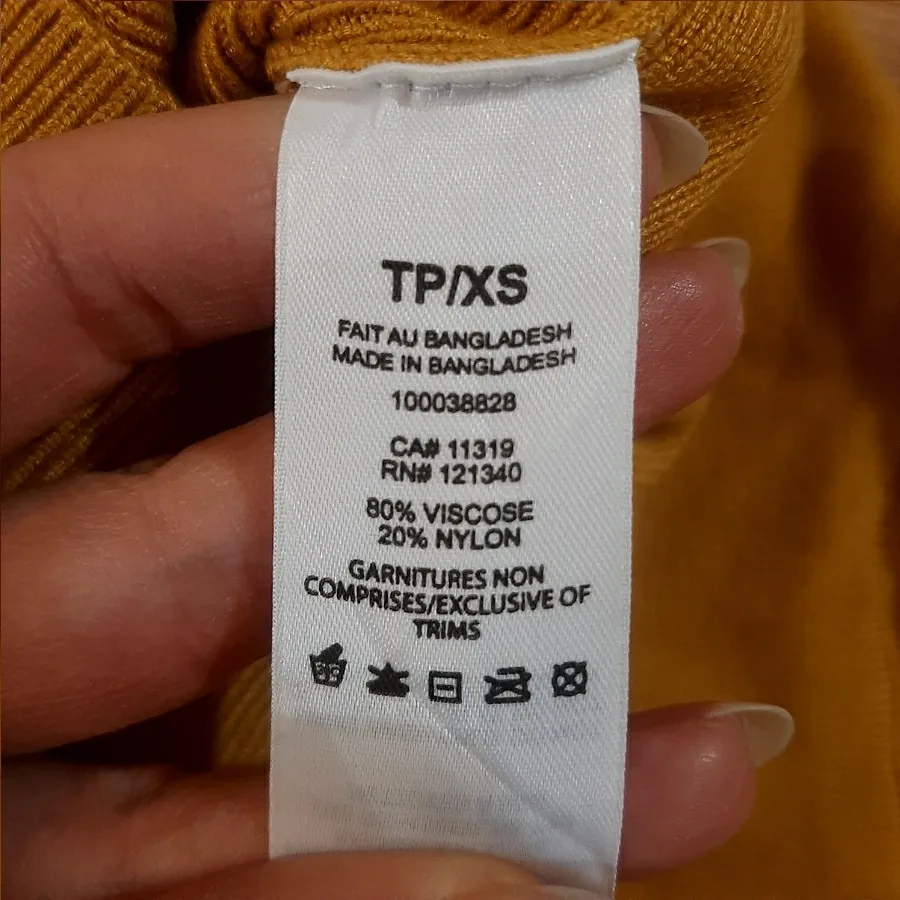 TP/XS
FAIT AU BANGLADESH
MADE IN BANGLADESH
100038828
CA# 11319
RN# 121340
80% VISCOSE
20% NYLON
GARNITURES NON
COMPRISES/EXCLUSIVE OF
TRIMS